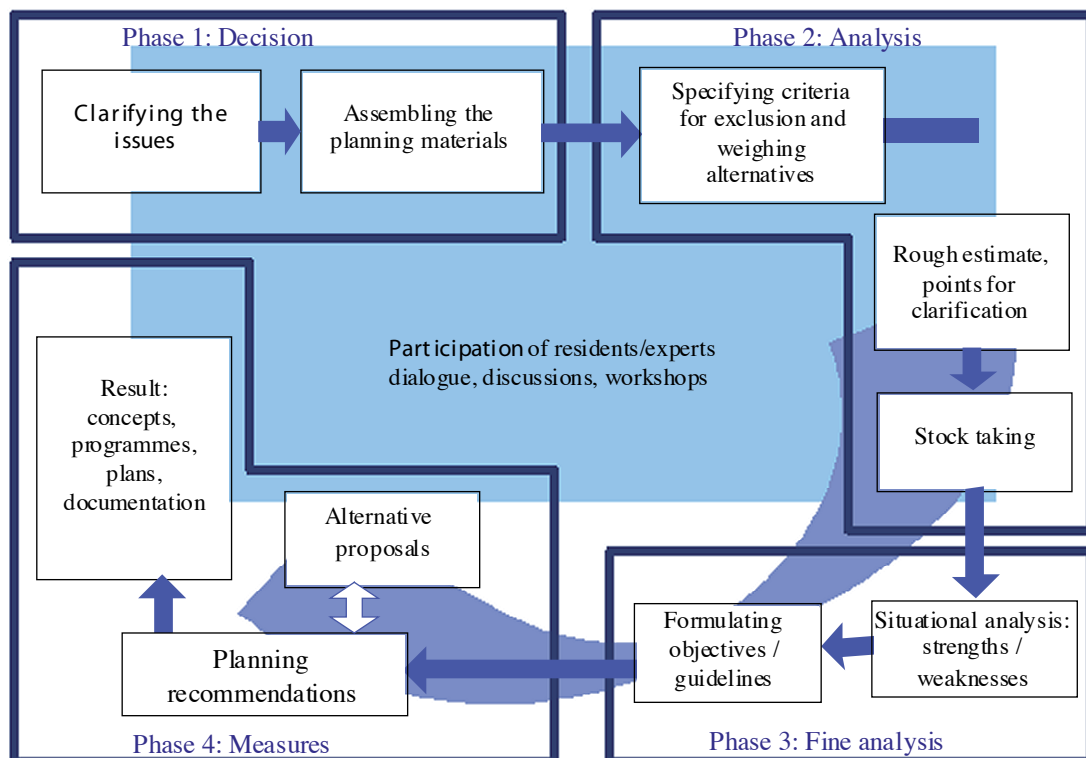 Phase 1: Decision
Clarifying the
issues
Assembling the
planning materials
Phase 2: Analysis
Specifying criteria
for exclusion and
weighing
alternatives
Rough estimate,
points for
clarification
Stock taking
Participation of residents/experts
dialogue, discussions, workshops
Situational analysis:
strengths /
weaknesses
Formulating
objectives /
guidelines
Phase 3: Fine analysis
Alternative
proposals
Planning
recommendations
Result:
concepts,
programmes,
plans,
documentation
Phase 4: Measures